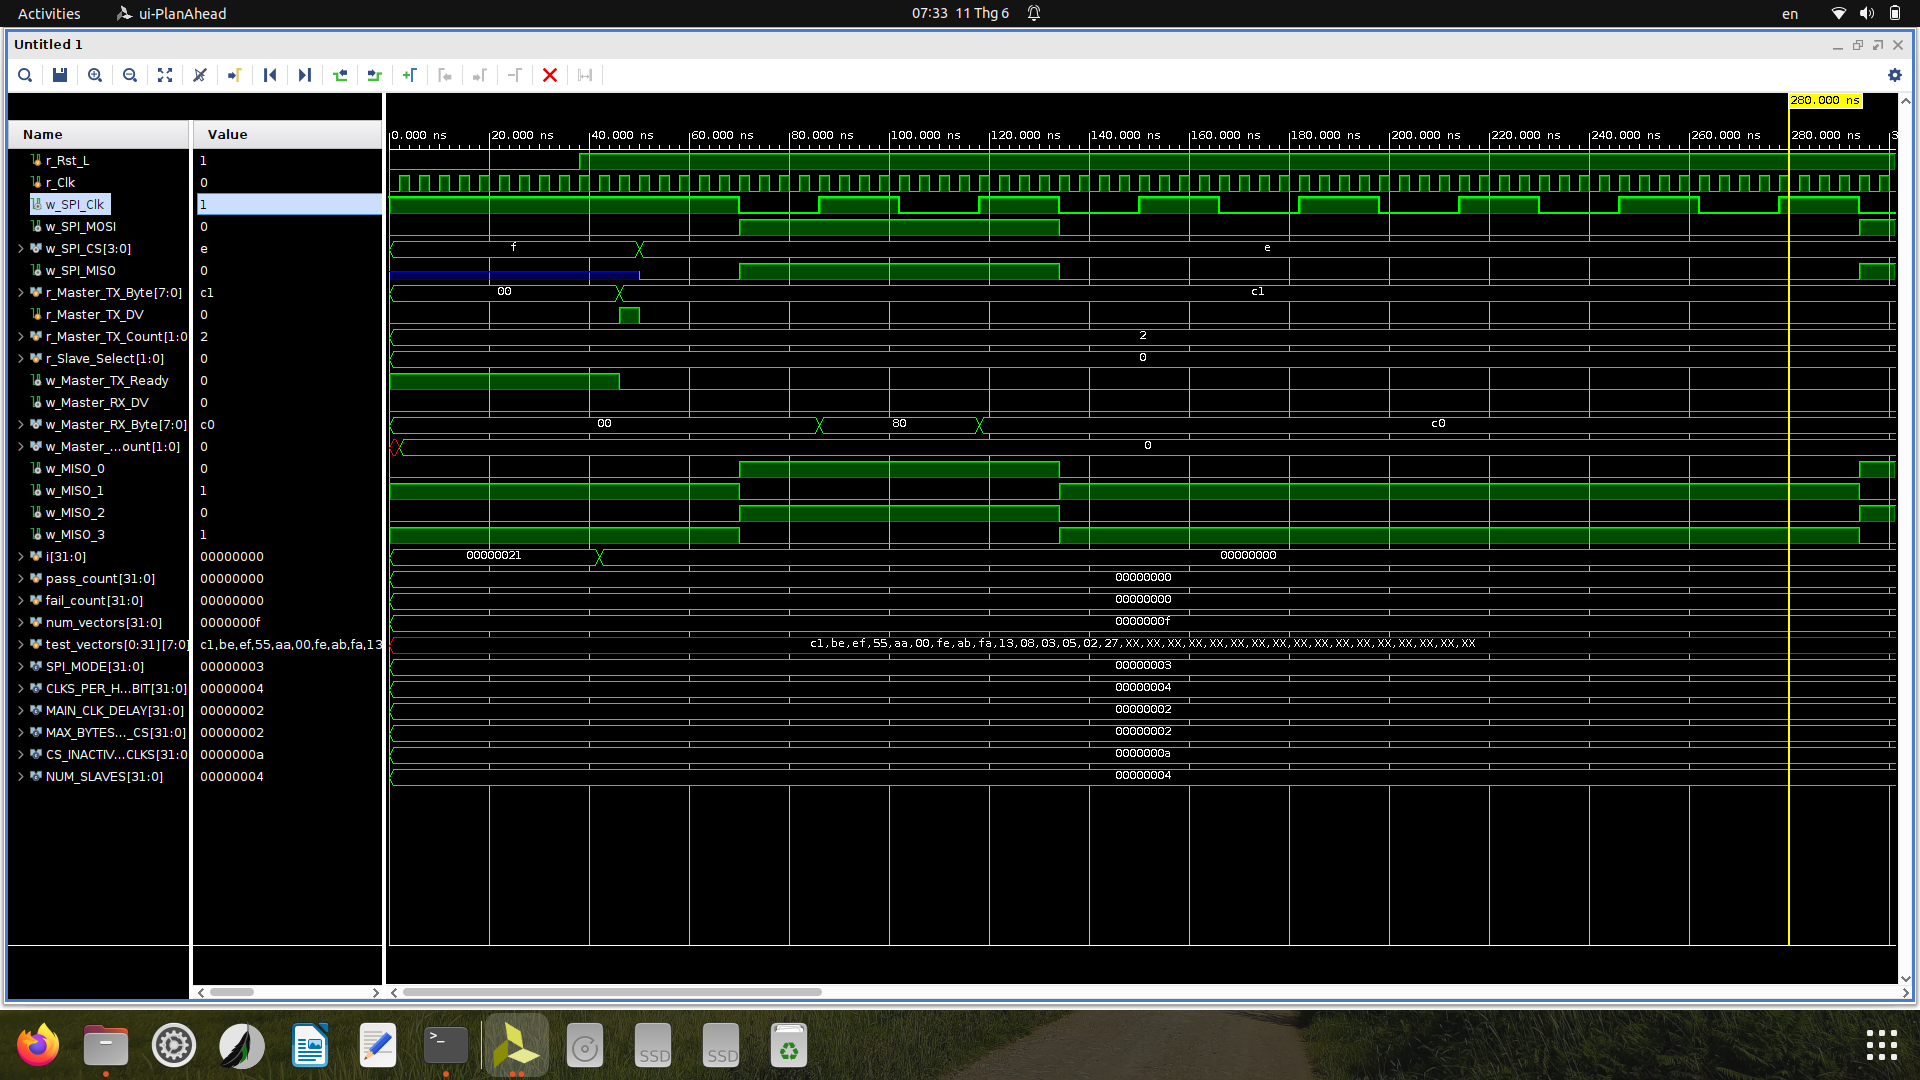 Activities ui-PlanAhead 07:33 11 Thg 6 en
Untitled 1
280.000 ns
Name Value 0.000 ns 20.000 ns 40.000 ns 60.000 ns 80.000 ns 100.000 ns 120.000 ns 140.000 ns 160.000 ns 180.000 ns 200.000 ns 220.000 ns 240.000 ns 260.000 ns 280.000 ns 3
r_Rst_L 1
r_Clk 0
w_SPI_Clk 1
w_SPI_MOSI 0
w_SPI_CS[3:0] e f e
w_SPI_MISO 0
r_Master_TX_Byte[7:0] c1 00 c1
r_Master_TX_DV 0
r_Master_TX_Count[1:0 2 2
r_Slave_Select[1:0] 0 0
w_Master_TX_Ready 0
w_Master_RX_DV 0
w_Master_RX_Byte[7:0] c0 00 80 c0
w_Master_...ount[1:0] 0 0
w_MISO_0 0
w_MISO_1 1
w_MISO_2 0
w_MISO_3 1
i[31:0] 00000000 00000021 00000000
pass_count[31:0] 00000000 00000000
fail_count[31:0] 00000000 00000000
num_vectors[31:0] 0000000f 0000000f
test_vectors[0:31][7:0] c1,be,ef,55,aa,00,fe,ab,fa,13 c1,be,ef,55,aa,00,fe,ab,fa,13,08,03,05,02,27,XX,XX,XX,XX,XX,XX,XX,XX,XX,XX,XX,XX,XX,XX,XX,XX,XX
SPI_MODE[31:0] 00000003 00000003
CLKS_PER_H...BIT[31:0] 00000004 00000004
MAIN_CLK_DELAY[31:0] 00000002 00000002
MAX_BYTES..._CS[31:0] 00000002 00000002
CS_INACTIV...CLKS[31:0 0000000a 0000000a
NUM_SLAVES[31:0] 00000004 00000004
SSD SSD